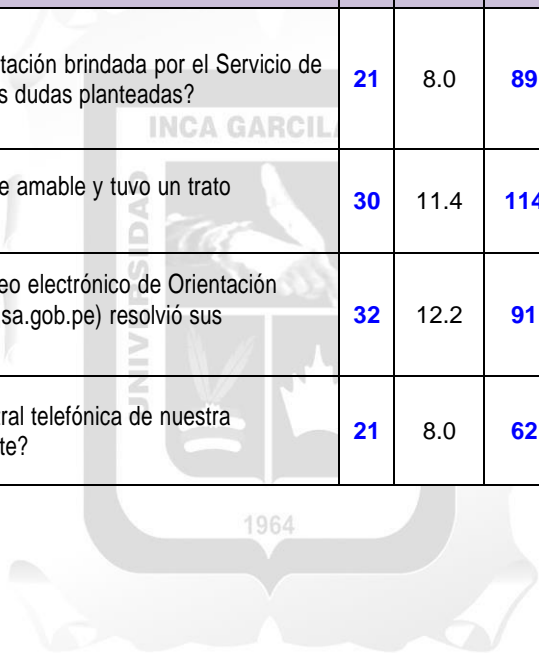 tación brindada por el Servicio de
s dudas planteadas?
21 8.0 89
INCA GARCIL
e amable y tuvo un trato
30 11.4 114
eo electrónico de Orientación
sa.gob.pe) resolvió sus
32 12.2 91
UNIVERSIDAD
ral telefónica de nuestra
te?
21 8.0 62
1964